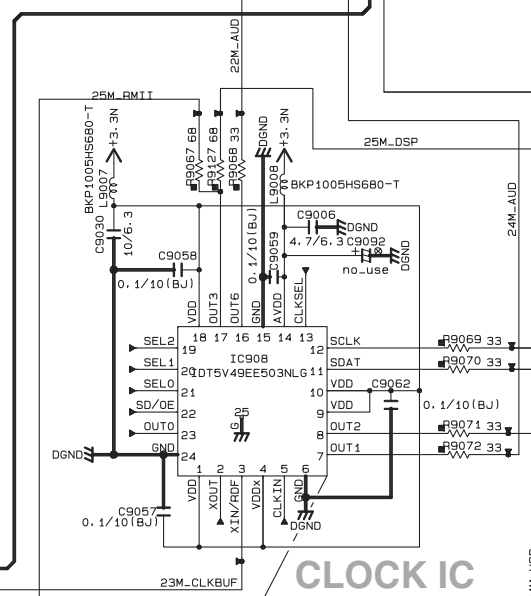 22M_AUD
25M_RMII
BKP1005HS680-T
L9007
+3.3N
R9067 68
R9127 68
R9068 33
DGND
+3.3N
25M_DSP
L9008
BKP1005HS680-T
24M_AUD
C9030
10/6.3
C9006
4.7/6.3
DGND
C9092
+
no_use
DGND
C9058
0.1/10(BJ)
0.1/10(BJ)
C9059
VDD
OUT3
OUT6
GND
AVDD
CLKSEL
18 17 16 15 14 13
IC908
IDT5V49EE503NLGI
SEL2 19
SEL1 20
SEL0 21
SD/OE 22
OUT0 23
GND 24
DGND
25
G
12 SCLK R9069 33
11 SDAT R9070 33
10 VDD
C9062
9 VDD
0.1/10(BJ)
8 OUT2 R9071 33
7 OUT1 R9072 33
1 2 3 4 5 6
VDD
XOUT
XIN/RDF
VDDx
CLKIN
GND
DGND
C9057
0.1/10(BJ)
23M_CLKBUF
CLOCK IC